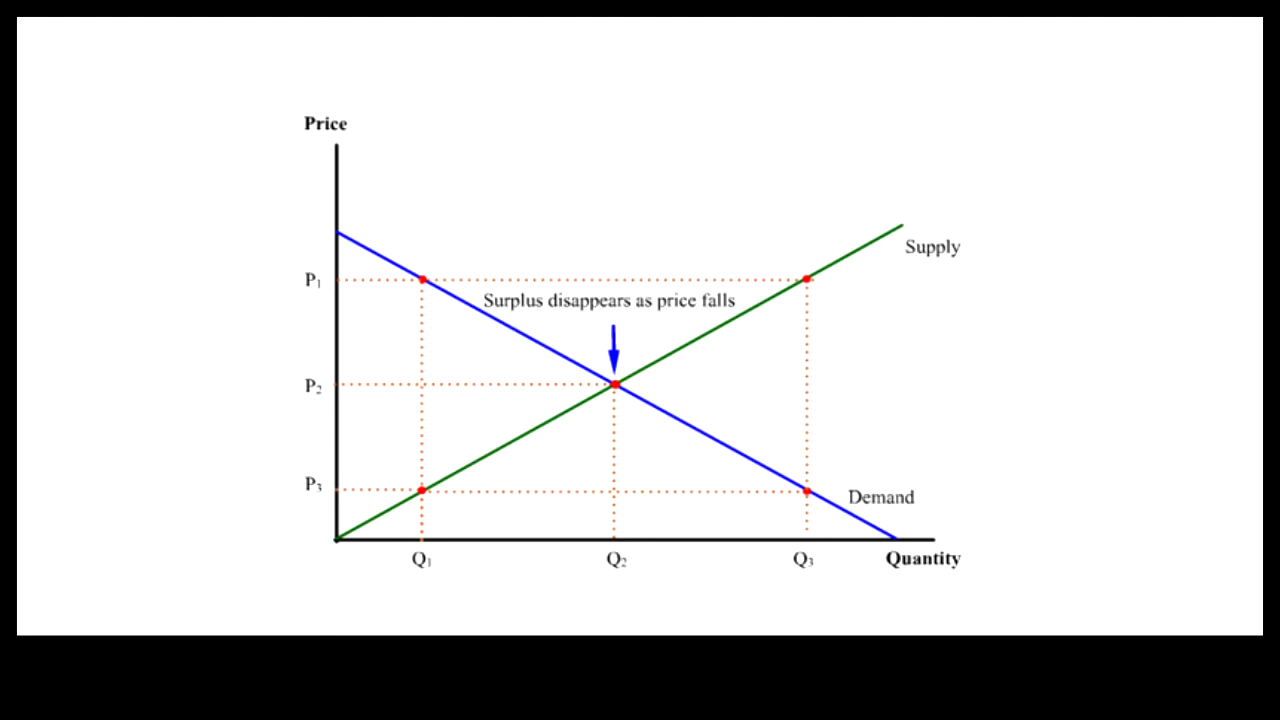 Price
Supply
P₁
Surplus disappears as price falls
P₂
P₃
Demand
Q₁
Q₂
Q₃
Quantity